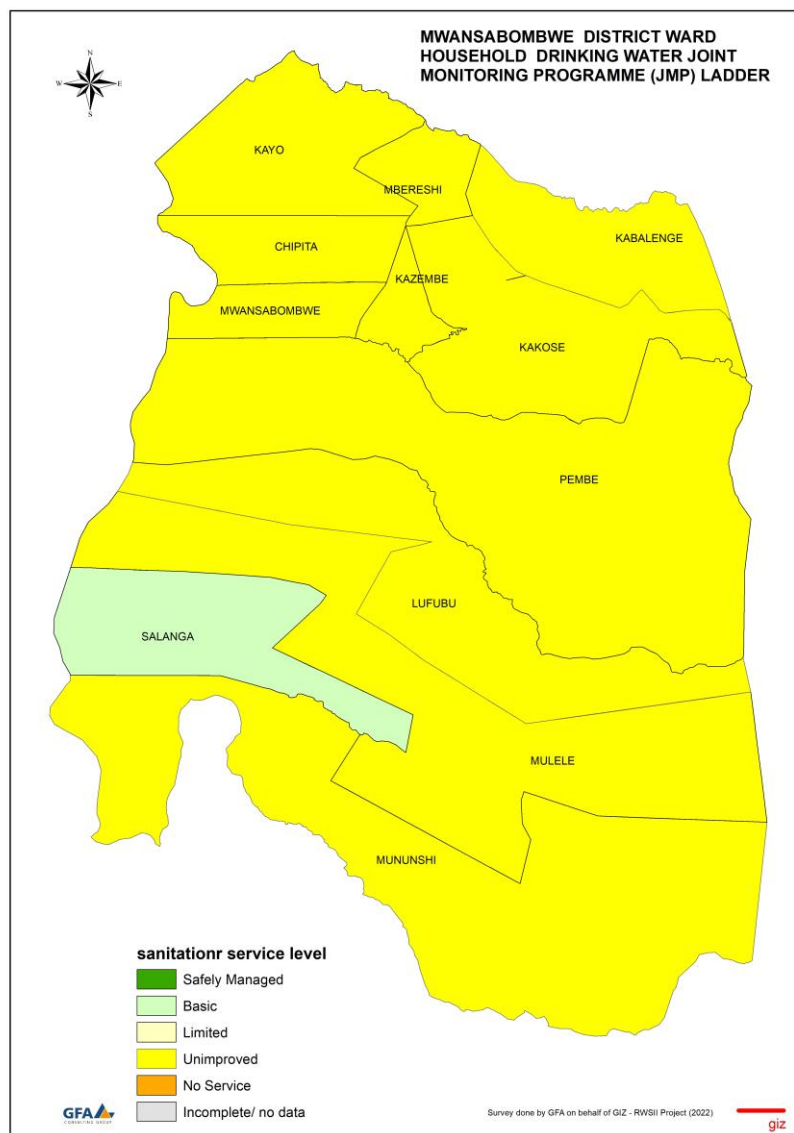 MWANSABOMBWE DISTRICT WARD
HOUSEHOLD DRINKING WATER JOINT
MONITORING PROGRAMME (JMP) LADDER
N
W E
S
KAYO
MBERESHI
KABALENGE
CHIPITA
KAZEMBE
MWANSABOMBWE
KAKOSE
PEMBE
LUFUBU
SALANGA
MULELE
MUNUNSHI
sanitationr service level
Safely Managed
Basic
Limited
Unimproved
No Service
Incomplete/ no data
GFA
CONSULTING GROUP
Survey done by GFA on behalf of GIZ - RWSII Project (2022)
giz